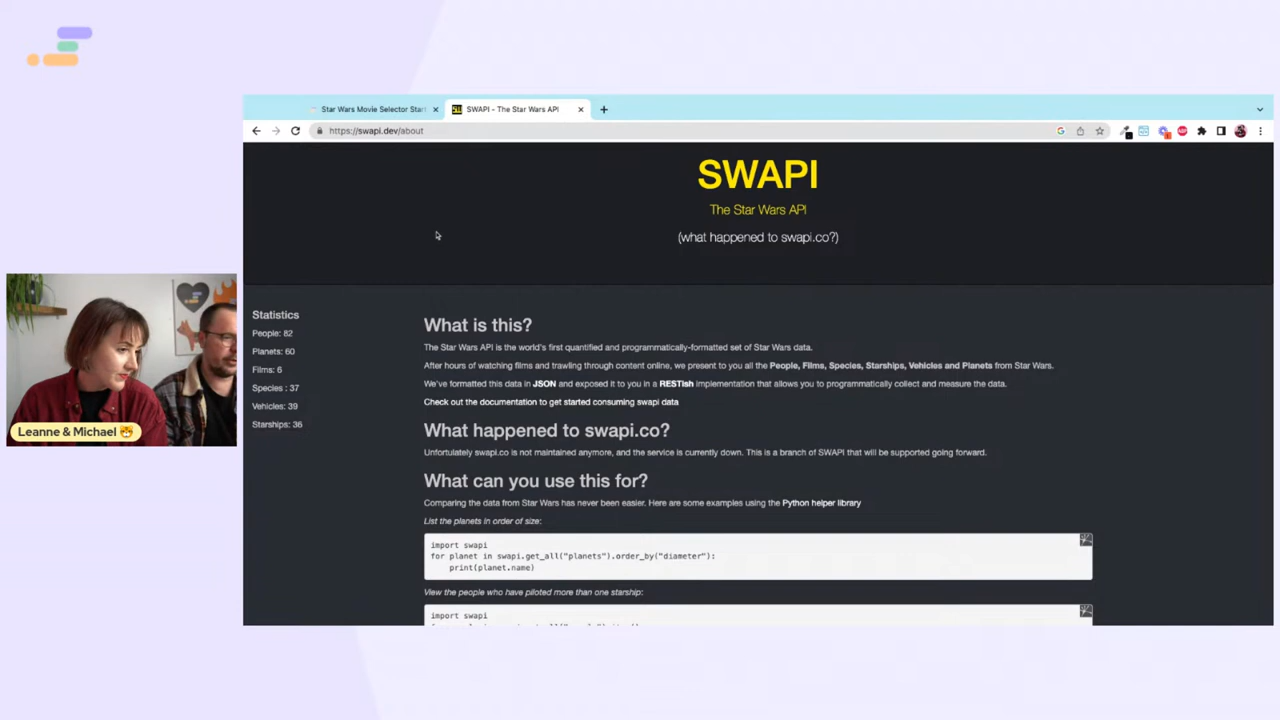 Star Wars Movie Selector Start
SWAPI - The Star Wars API
https://swapi.dev/about
SWAPI
The Star Wars API
(what happened to swapi.co?)
Statistics
People: 82
Planets: 60
Films: 6
Species : 37
Vehicles: 39
Starships: 36
What is this?
The Star Wars API is the world's first quantified and programmatically-formatted set of Star Wars data.
After hours of watching films and trawling through content online, we present to you all the People, Films, Species, Starships, Vehicles and Planets from Star Wars.
We've formatted this data in JSON and exposed it to you in a RESTish implementation that allows you to programmatically collect and measure the data.
Check out the documentation to get started consuming swapi data
What happened to swapi.co?
Unfortulately swapi.co is not maintained anymore, and the service is currently down. This is a branch of SWAPI that will be supported going forward.
What can you use this for?
Comparing the data from Star Wars has never been easier. Here are some examples using the Python helper library
List the planets in order of size:
import swapi
for planet in swapi.get_all("planets").order_by("diameter"):
print(planet.name)
View the people who have piloted more than one starship:
import swapi
Leanne & Michael